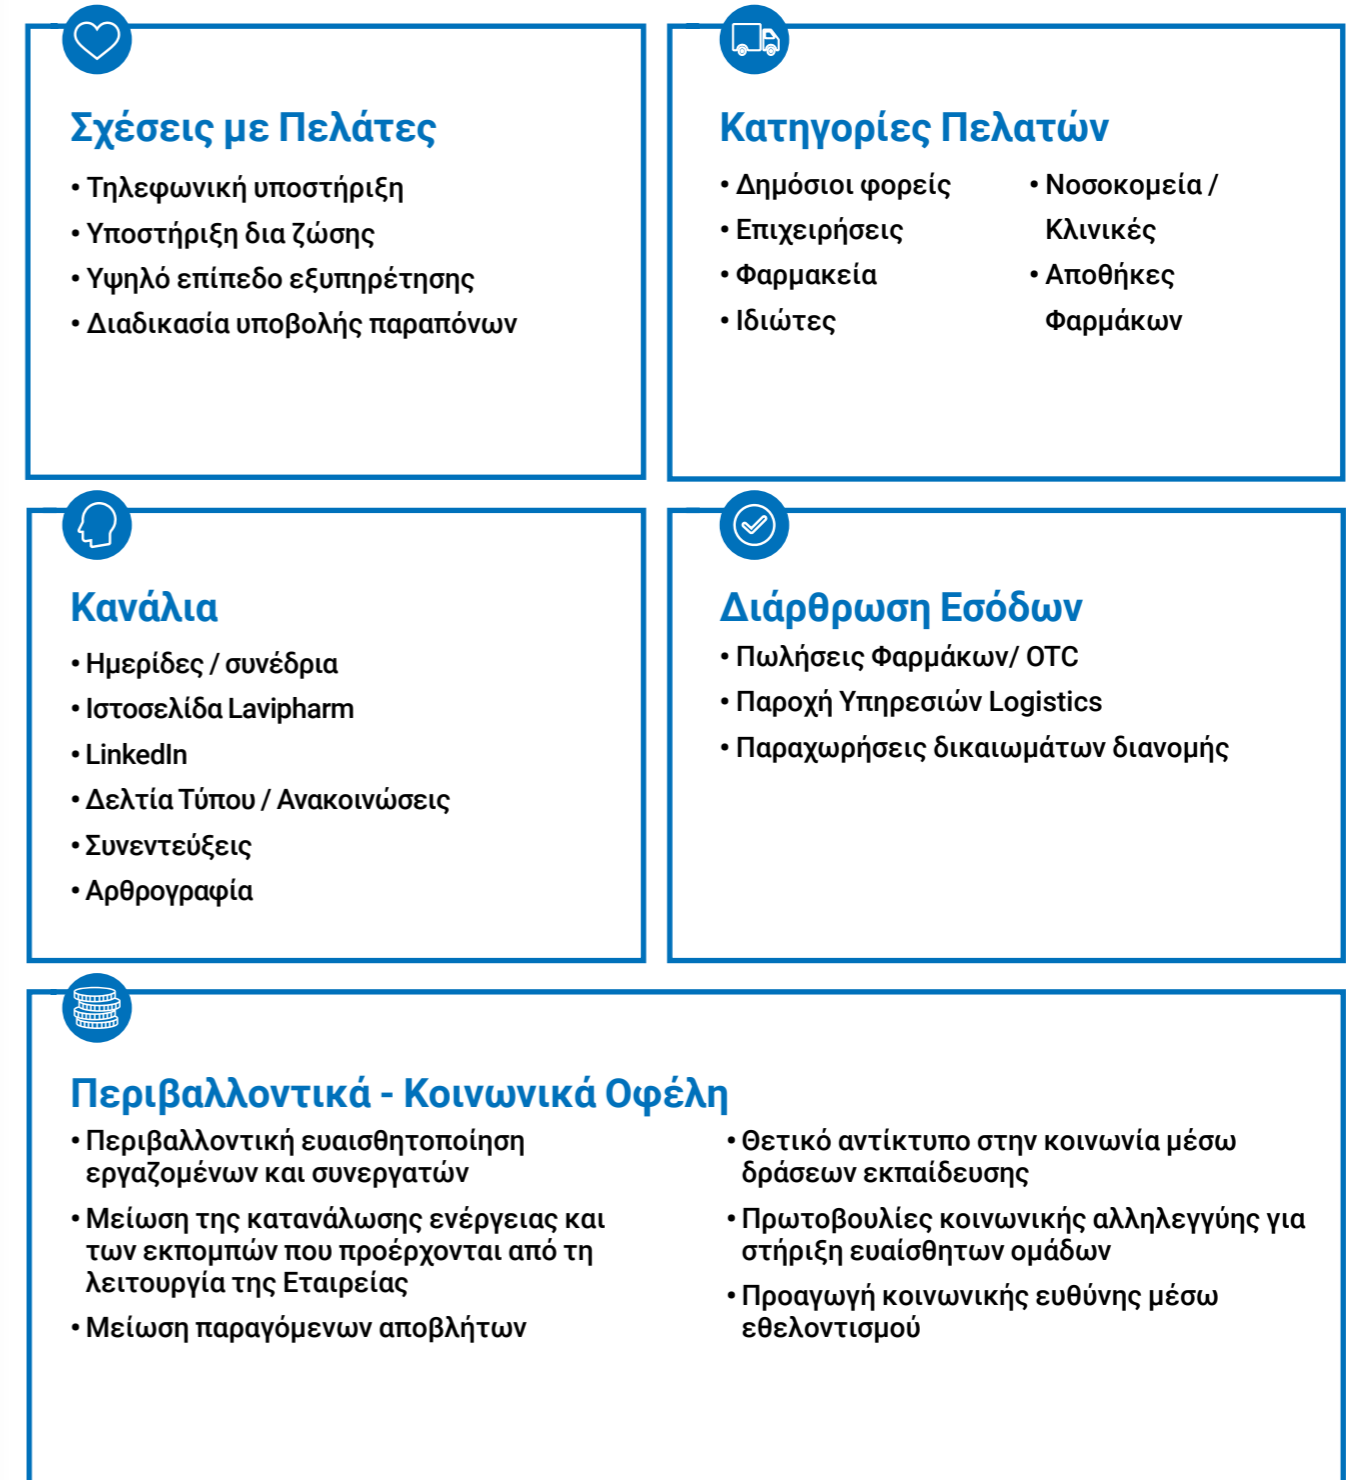 Σχέσεις με Πελάτες
• Τηλεφωνική υποστήριξη
• Υποστήριξη δια ζώσης
• Υψηλό επίπεδο εξυπηρέτησης
• Διαδικασία υποβολής παραπόνων
Κατηγορίες Πελατών
• Δημόσιοι φορείς
• Επιχειρήσεις
• Φαρμακεία
• Ιδιώτες
• Νοσοκομεία /
Κλινικές
• Αποθήκες
Φαρμάκων
Κανάλια
• Ημερίδες / συνέδρια
• Ιστοσελίδα Lavipharm
• LinkedIn
• Δελτία Τύπου / Ανακοινώσεις
• Συνεντεύξεις
• Αρθρογραφία
Διάρθρωση Εσόδων
• Πωλήσεις Φαρμάκων/ OTC
• Παροχή Υπηρεσιών Logistics
• Παραχωρήσεις δικαιωμάτων διανομής
Περιβαλλοντικά - Κοινωνικά Οφέλη
• Περιβαλλοντική ευαισθητοποίηση
εργαζομένων και συνεργατών
• Μείωση της κατανάλωσης ενέργειας και
των εκπομπών που προέρχονται από τη
λειτουργία της Εταιρείας
• Μείωση παραγόμενων αποβλήτων
• Θετικό αντίκτυπο στην κοινωνία μέσω
δράσεων εκπαίδευσης
• Πρωτοβουλίες κοινωνικής αλληλεγγύης για
στήριξη ευαίσθητων ομάδων
• Προαγωγή κοινωνικής ευθύνης μέσω
εθελοντισμού